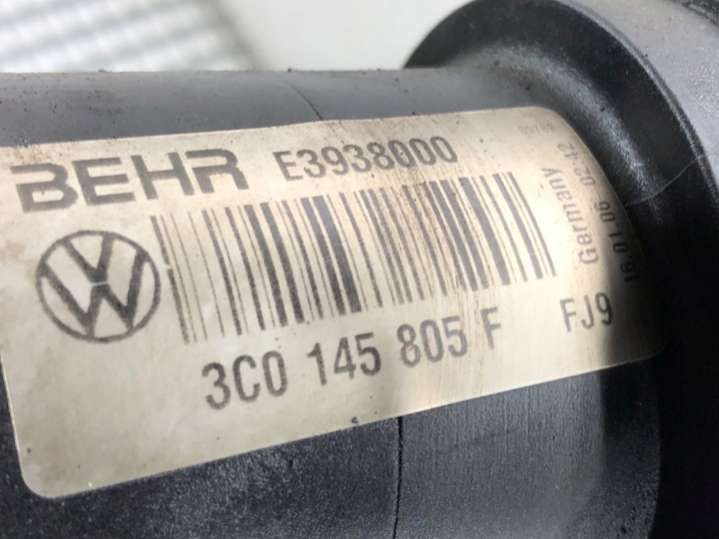 BEHR E3938000
3C0 145 805 F FJ9
Germany
16.01.06 02:42